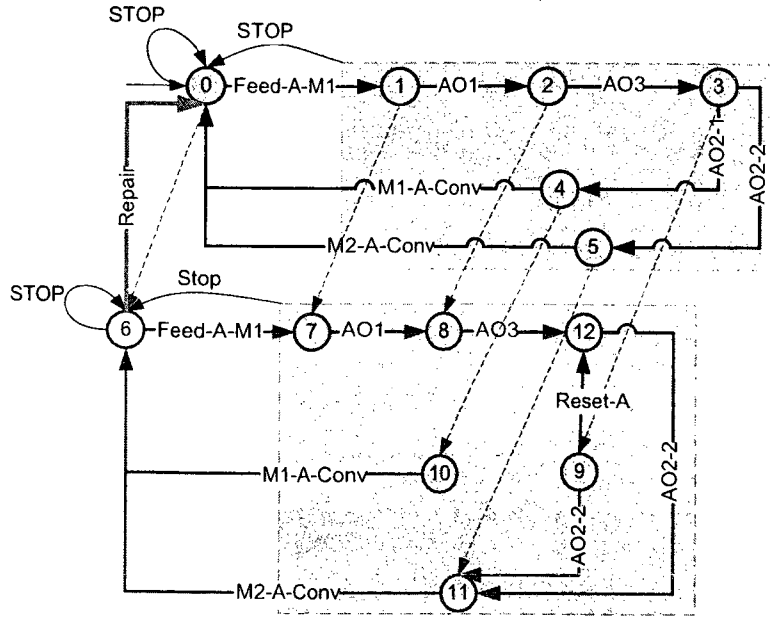 STOP
STOP
0
Feed-A-M1
1
AO1
2
AO3
3
AO2-1
AO2-2
M1-A-Conv
4
Repair
M2-A-Conv
5
STOP
Stop
6
Feed-A-M1
7
AO1
8
AO3
12
Reset-A
M1-A-Conv
10
9
AO2-2
AO2-2
M2-A-Conv
11